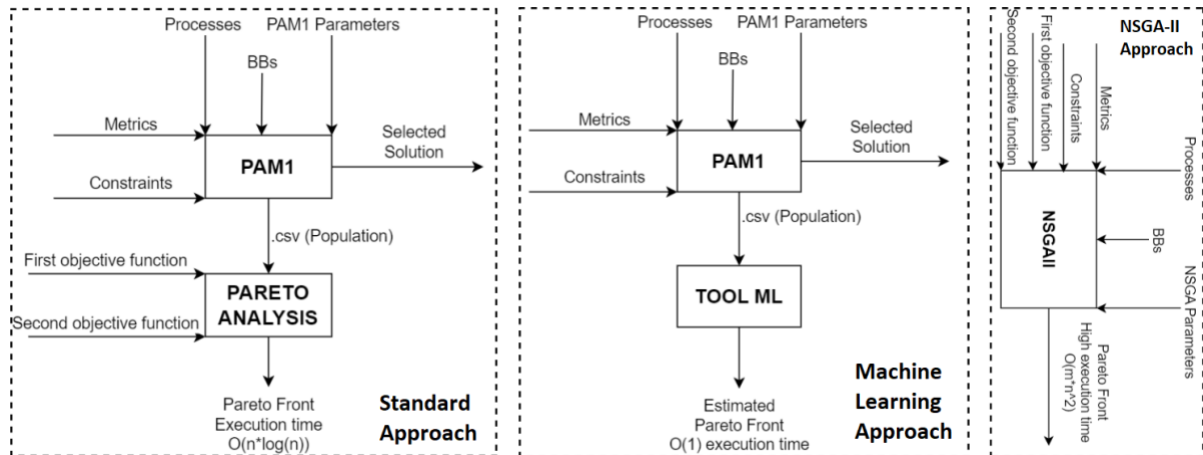 Processes
PAM1 Parameters
BBs
Metrics
PAM1
Selected
Solution
Constraints
.csv (Population)
First objective function
PARETO
ANALYSIS
Second objective function
Pareto Front
Execution time
O(n*log(n))
Standard
Approach
Processes
PAM1 Parameters
BBs
Metrics
PAM1
Selected
Solution
Constraints
.csv (Population)
TOOL ML
Estimated
Pareto Front
O(1) execution time
Machine
Learning
Approach
NSGA-II
Approach
Second objective function
First objective function
Constraints
Metrics
Processes
NSGAII
BBs
NSGA Parameters
Pareto Front
High execution time
O(m*n^2)